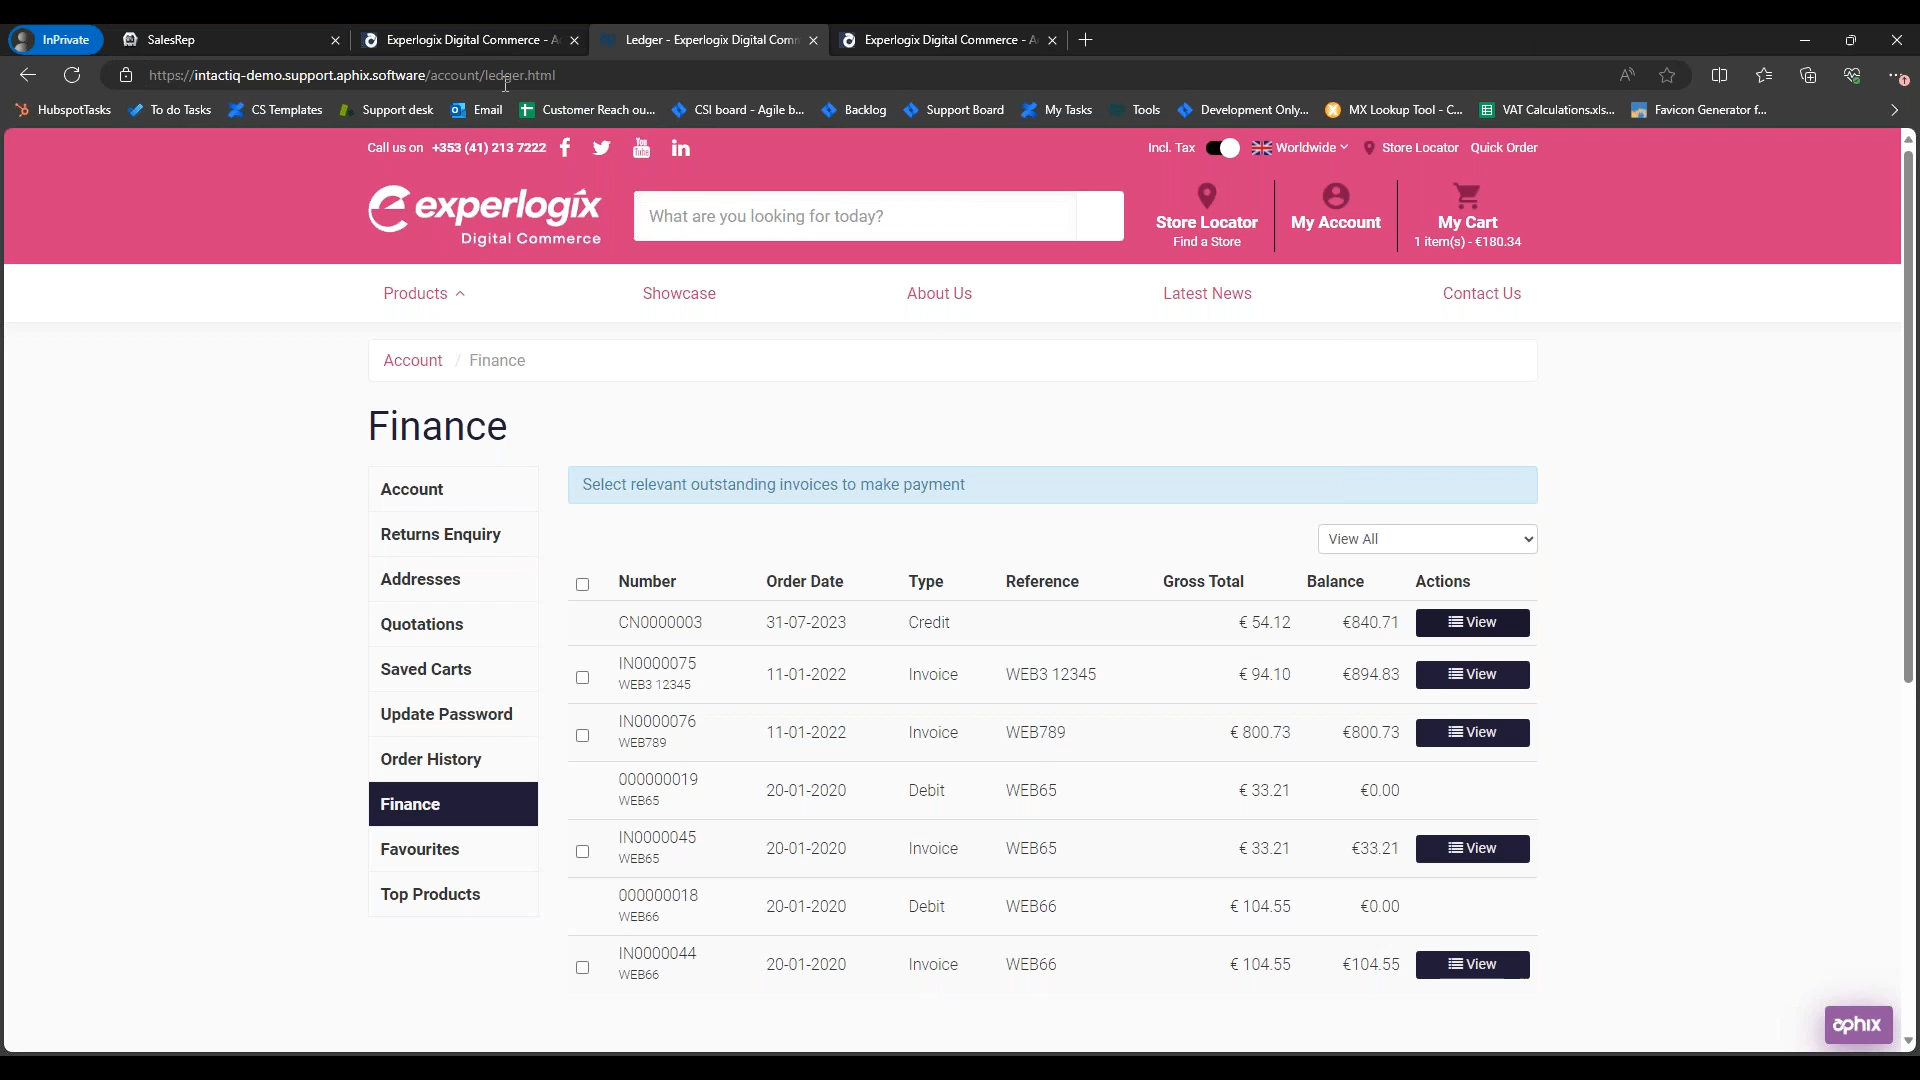 InPrivate
SalesRep
Experlogix Digital Commerce - A
Ledger - Experlogix Digital Com
Experlogix Digital Commerce - A
https://intactiq-demo.support.aphix.software/account/ledger.html
HubspotTasks
To do Tasks
CS Templates
Support desk
Email
Customer Reach ou...
CSI board - Agile b...
Backlog
Support Board
My Tasks
Tools
Development Only...
MX Lookup Tool - C...
VAT Calculations.xls...
Favicon Generator f...
Call us on +353 (41) 213 7222
Incl. Tax
Worldwide
Store Locator
Quick Order
experlogix
Digital Commerce
What are you looking for today?
Store Locator
Find a Store
My Account
My Cart
1 item(s) - €180.34
Products
Showcase
About Us
Latest News
Contact Us
Account / Finance
Finance
Account
Returns Enquiry
Addresses
Quotations
Saved Carts
Update Password
Order History
Finance
Favourites
Top Products
Select relevant outstanding invoices to make payment
View All
Number Order Date Type Reference Gross Total Balance Actions
CN0000003 31-07-2023 Credit € 54.12 €840.71 View
IN0000075 11-01-2022 Invoice WEB3 12345 € 94.10 €894.83 View
WEB3 12345
IN0000076 11-01-2022 Invoice WEB789 € 800.73 €800.73 View
WEB789
000000019 20-01-2020 Debit WEB65 € 33.21 €0.00
WEB65
IN0000045 20-01-2020 Invoice WEB65 € 33.21 €33.21 View
WEB65
000000018 20-01-2020 Debit WEB66 € 104.55 €0.00
WEB66
IN0000044 20-01-2020 Invoice WEB66 € 104.55 €104.55 View
WEB66
aphix